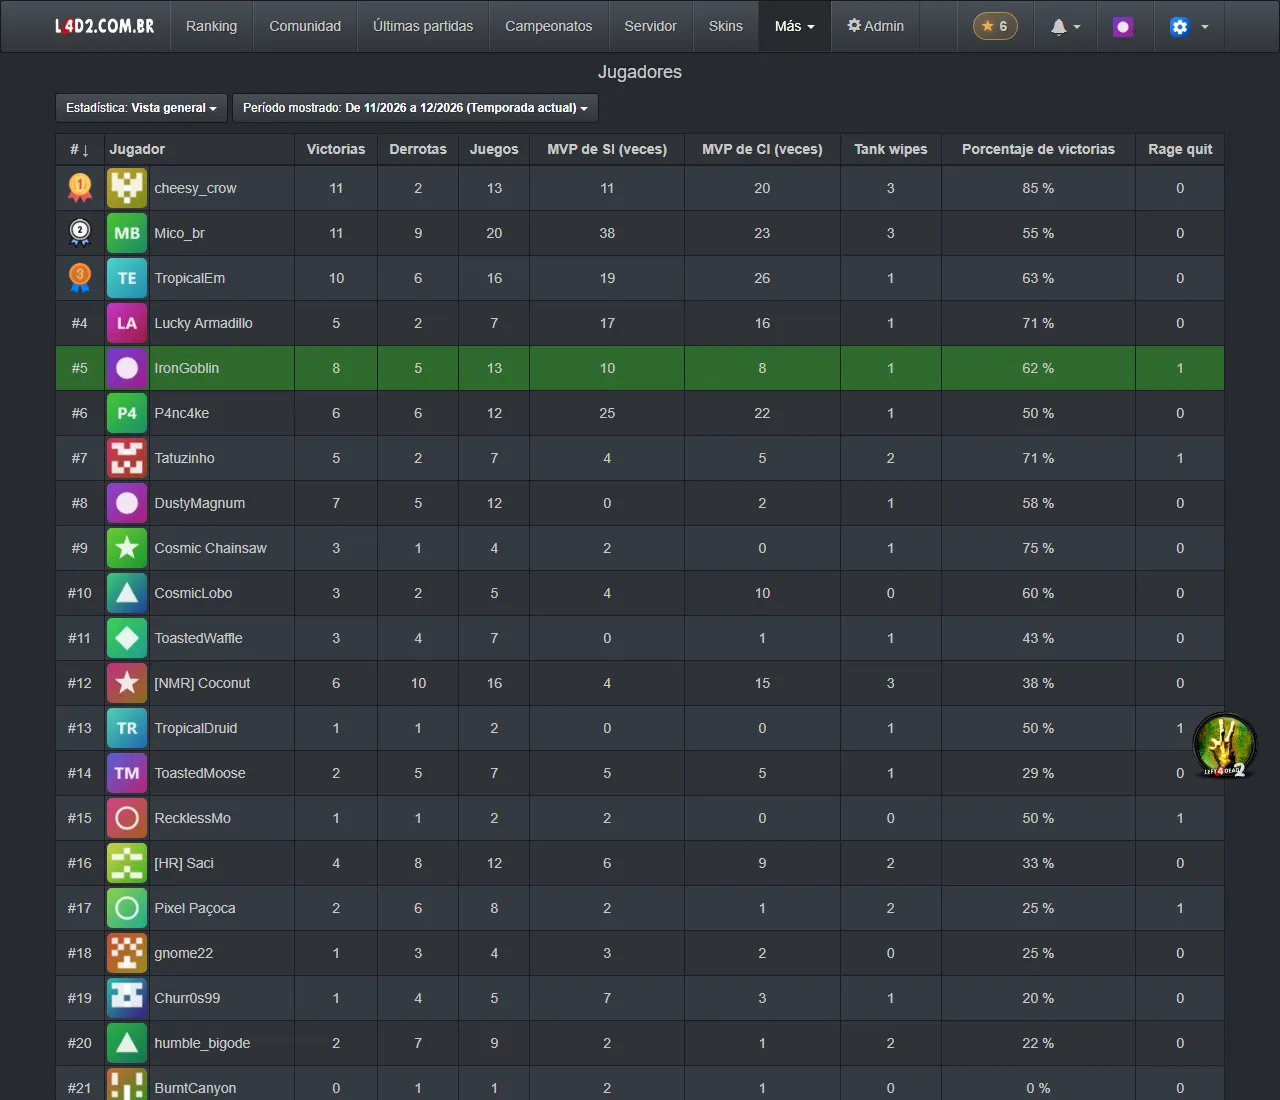 L4D2.COM.BR Ranking Comunidad Últimas partidas Campeonatos Servidor Skins Más Admin 6
Jugadores
Estadística: Vista general
Período mostrado: De 11/2026 a 12/2026 (Temporada actual)
# ↓ Jugador Victorias Derrotas Juegos MVP de SI (veces) MVP de CI (veces) Tank wipes Porcentaje de victorias Rage quit
1 cheesy_crow 11 2 13 11 20 3 85 % 0
2 MB Mico_br 11 9 20 38 23 3 55 % 0
3 TE TropicalEm 10 6 16 19 26 1 63 % 0
#4 LA Lucky Armadillo 5 2 7 17 16 1 71 % 0
#5 IronGoblin 8 5 13 10 8 1 62 % 1
#6 P4 P4nc4ke 6 6 12 25 22 1 50 % 0
#7 Tatuzinho 5 2 7 4 5 2 71 % 1
#8 DustyMagnum 7 5 12 0 2 1 58 % 0
#9 Cosmic Chainsaw 3 1 4 2 0 1 75 % 0
#10 CosmicLobo 3 2 5 4 10 0 60 % 0
#11 ToastedWaffle 3 4 7 0 1 1 43 % 0
#12 [NMR] Coconut 6 10 16 4 15 3 38 % 0
#13 TR TropicalDruid 1 1 2 0 0 1 50 % 1
#14 TM ToastedMoose 2 5 7 5 5 1 29 % 0
LEFT 4 DEAD 2
#15 RecklessMo 1 1 2 2 0 0 50 % 1
#16 [HR] Saci 4 8 12 6 9 2 33 % 0
#17 Pixel Paçoca 2 6 8 2 1 2 25 % 1
#18 gnome22 1 3 4 3 2 0 25 % 0
#19 Churr0s99 1 4 5 7 3 1 20 % 0
#20 humble_bigode 2 7 9 2 1 2 22 % 0
#21 BurntCanyon 0 1 1 2 1 0 0 % 0